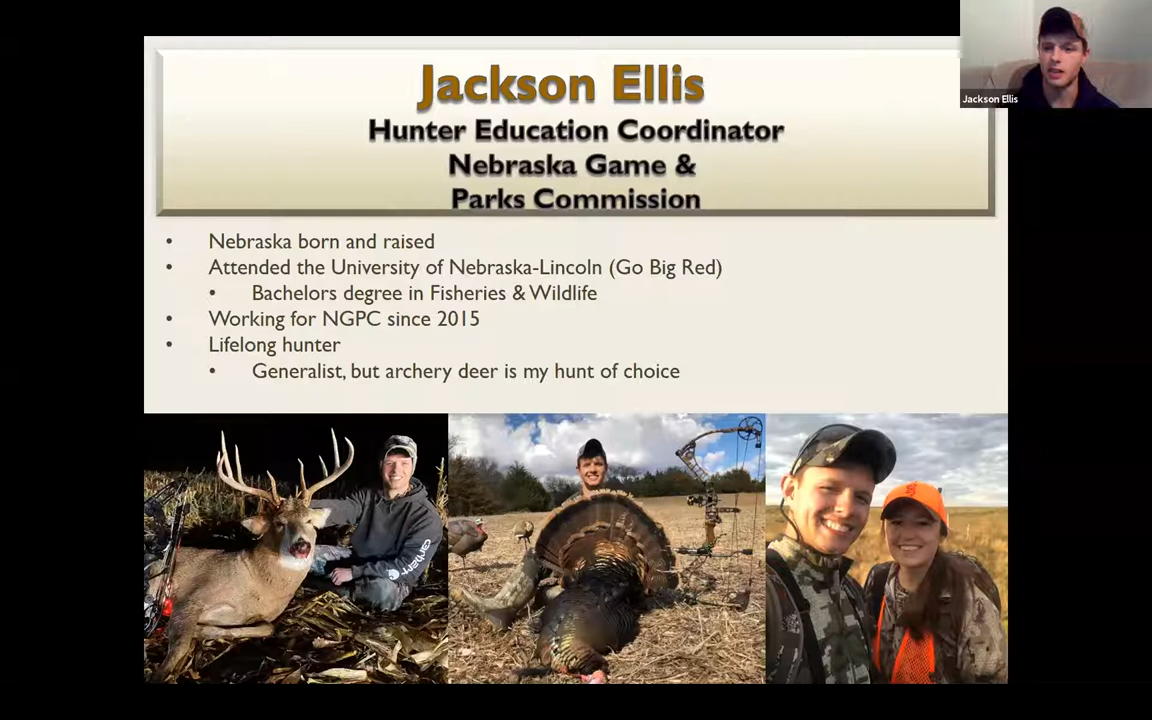 Jackson Ellis
Hunter Education Coordinator
Nebraska Game &
Parks Commission
Jackson Ellis
• Nebraska born and raised
• Attended the University of Nebraska-Lincoln (Go Big Red)
• Bachelors degree in Fisheries & Wildlife
• Working for NGPC since 2015
• Lifelong hunter
• Generalist, but archery deer is my hunt of choice